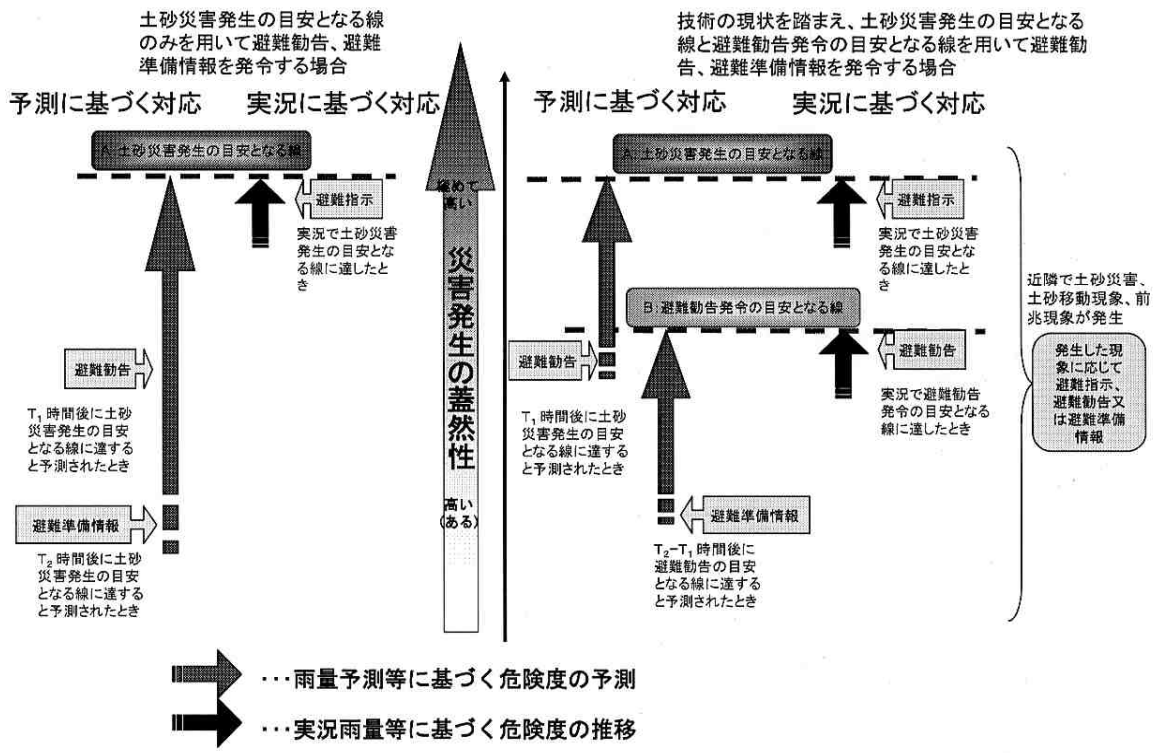 土砂災害発生の目安となる線
のみを用いて避難勧告、避難
準備情報を発令する場合
予測に基づく対応
実況に基づく対応
A:土砂災害発生の目安となる線
避難指示
実況で土砂災害
発生の目安とな
る線に達したと
き
避難勧告
T1時間後に土砂
災害発生の目安
となる線に達する
と予測されたとき
避難準備情報
T2時間後に土砂
災害発生の目安
となる線に達する
と予測されたとき
極めて
高い
災害発生の蓋然性
高い
(ある)
技術の現状を踏まえ、土砂災害発生の目安となる
線と避難勧告発令の目安となる線を用いて避難勧
告、避難準備情報を発令する場合
予測に基づく対応
実況に基づく対応
A:土砂災害発生の目安となる線
避難指示
実況で土砂災害
発生の目安とな
る線に達したと
き
B:避難勧告発令の目安となる線
避難勧告
T1時間後に土砂
災害発生の目安
となる線に達する
と予測されたとき
避難勧告
実況で避難勧告
発令の目安となる
線に達したとき
避難準備情報
T2−T1時間後に
避難勧告の目安
となる線に達する
と予測されたとき
近隣で土砂災害、
土砂移動現象、前
兆現象が発生
発生した現
象に応じて
避難指示、
避難勧告又
は避難準備
情報
…雨量予測等に基づく危険度の予測
…実況雨量等に基づく危険度の推移